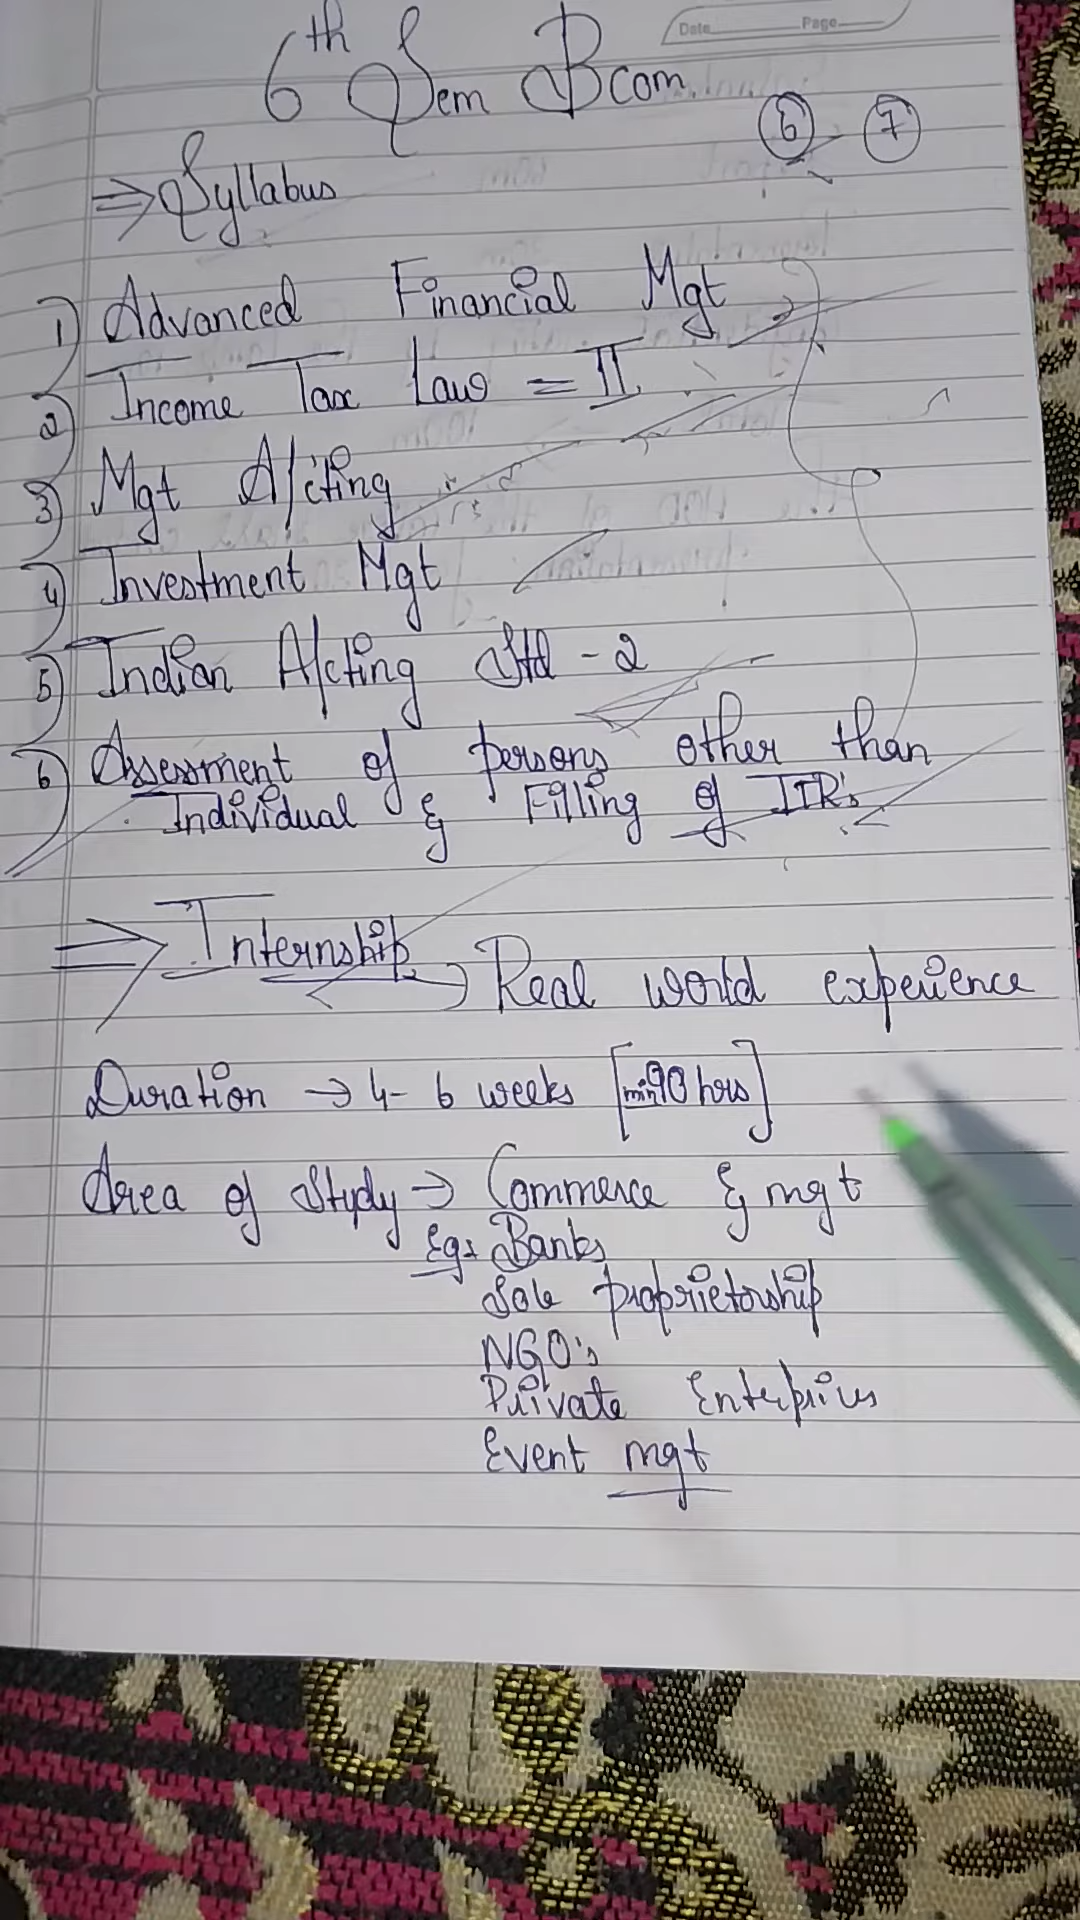 Date Page
6th Sem Bcom
6 7
⇒ Syllabus
1) Advanced Financial Mgt
2) Income Tax Law = II
3) Mgt A/cting
4) Investment Mgt
5) Indian A/cting Std - 2
6) Assessment of persons other than
Individual & Filling of ITR's
⇒ Internship → Real world experience
Duration → 4- 6 weeks [min 90 hrs]
Area of Study → Commerce & mgt
Eg: Banks
Sole proprietorship
NGO's
Private Enterprises
Event mgt